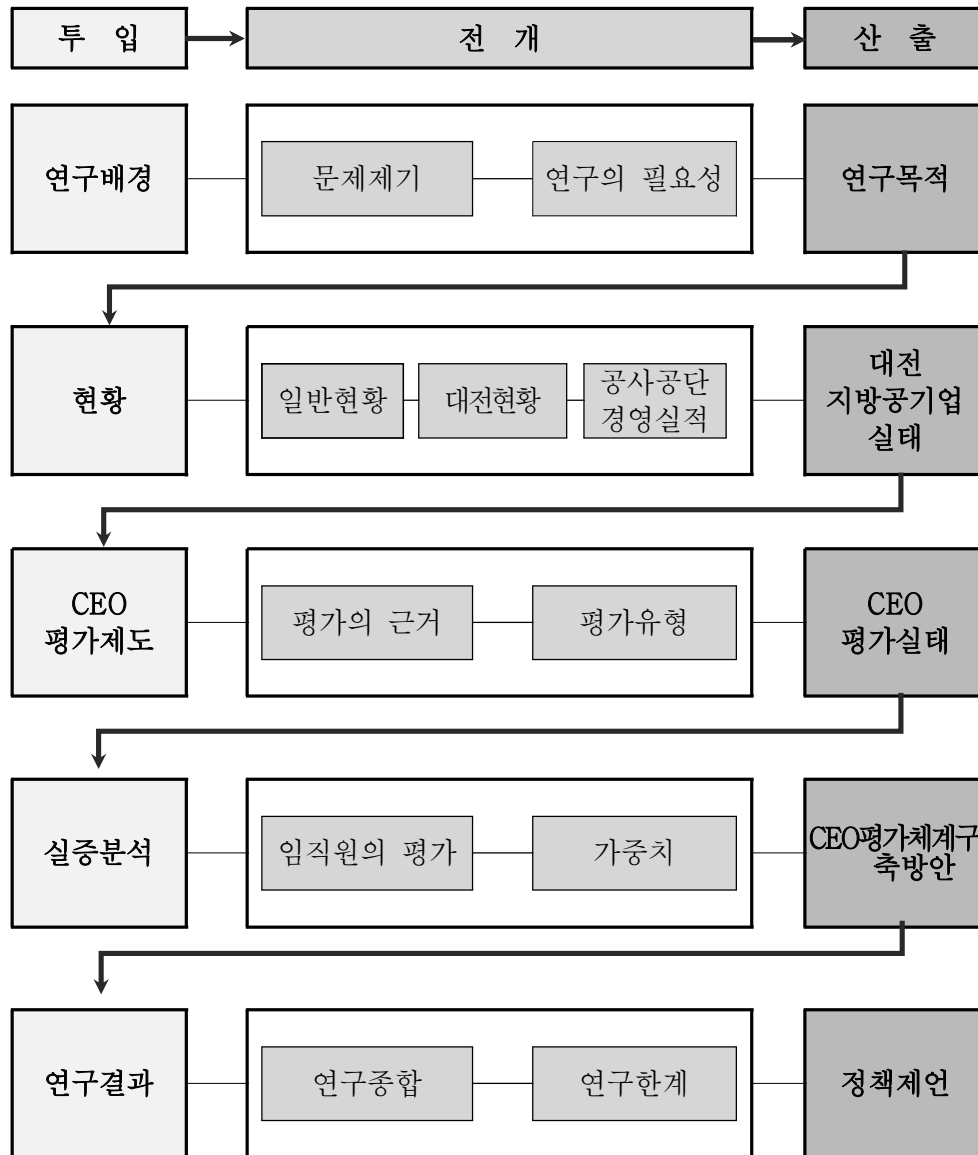 투 입
전 개
산 출
연구배경
문제제기
연구의 필요성
연구목적
현황
일반현황
대전현황
공사공단
경영실적
대전
지방공기업
실태
CEO
평가제도
평가의 근거
평가유형
CEO
평가실태
실증분석
임직원의 평가
가중치
CEO평가체계구
축방안
연구결과
연구종합
연구한계
정책제언